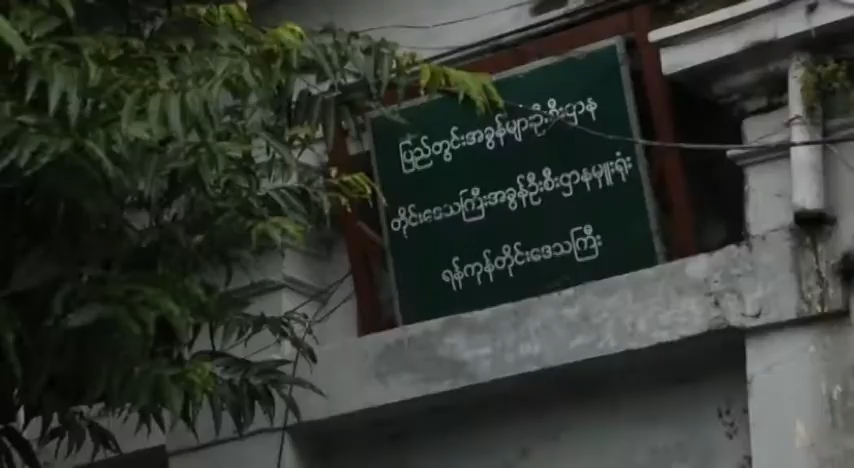 ပြည်တွင်းအခွန်များဦးစီးဌာန
တိုင်းဒေသကြီးအခွန်ဦးစီးဌာနမှူးရုံး
ရန်ကုန်တိုင်းဒေသကြီး